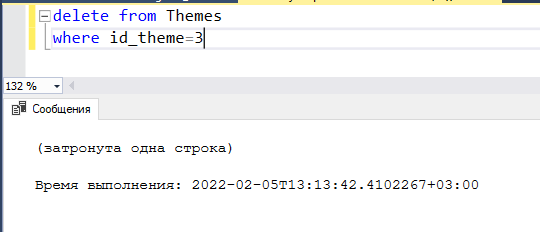 delete from Themes
where id_theme=3
132 %
Сообщения
(затронута одна строка)
Время выполнения: 2022-02-05T13:13:42.4102267+03:00